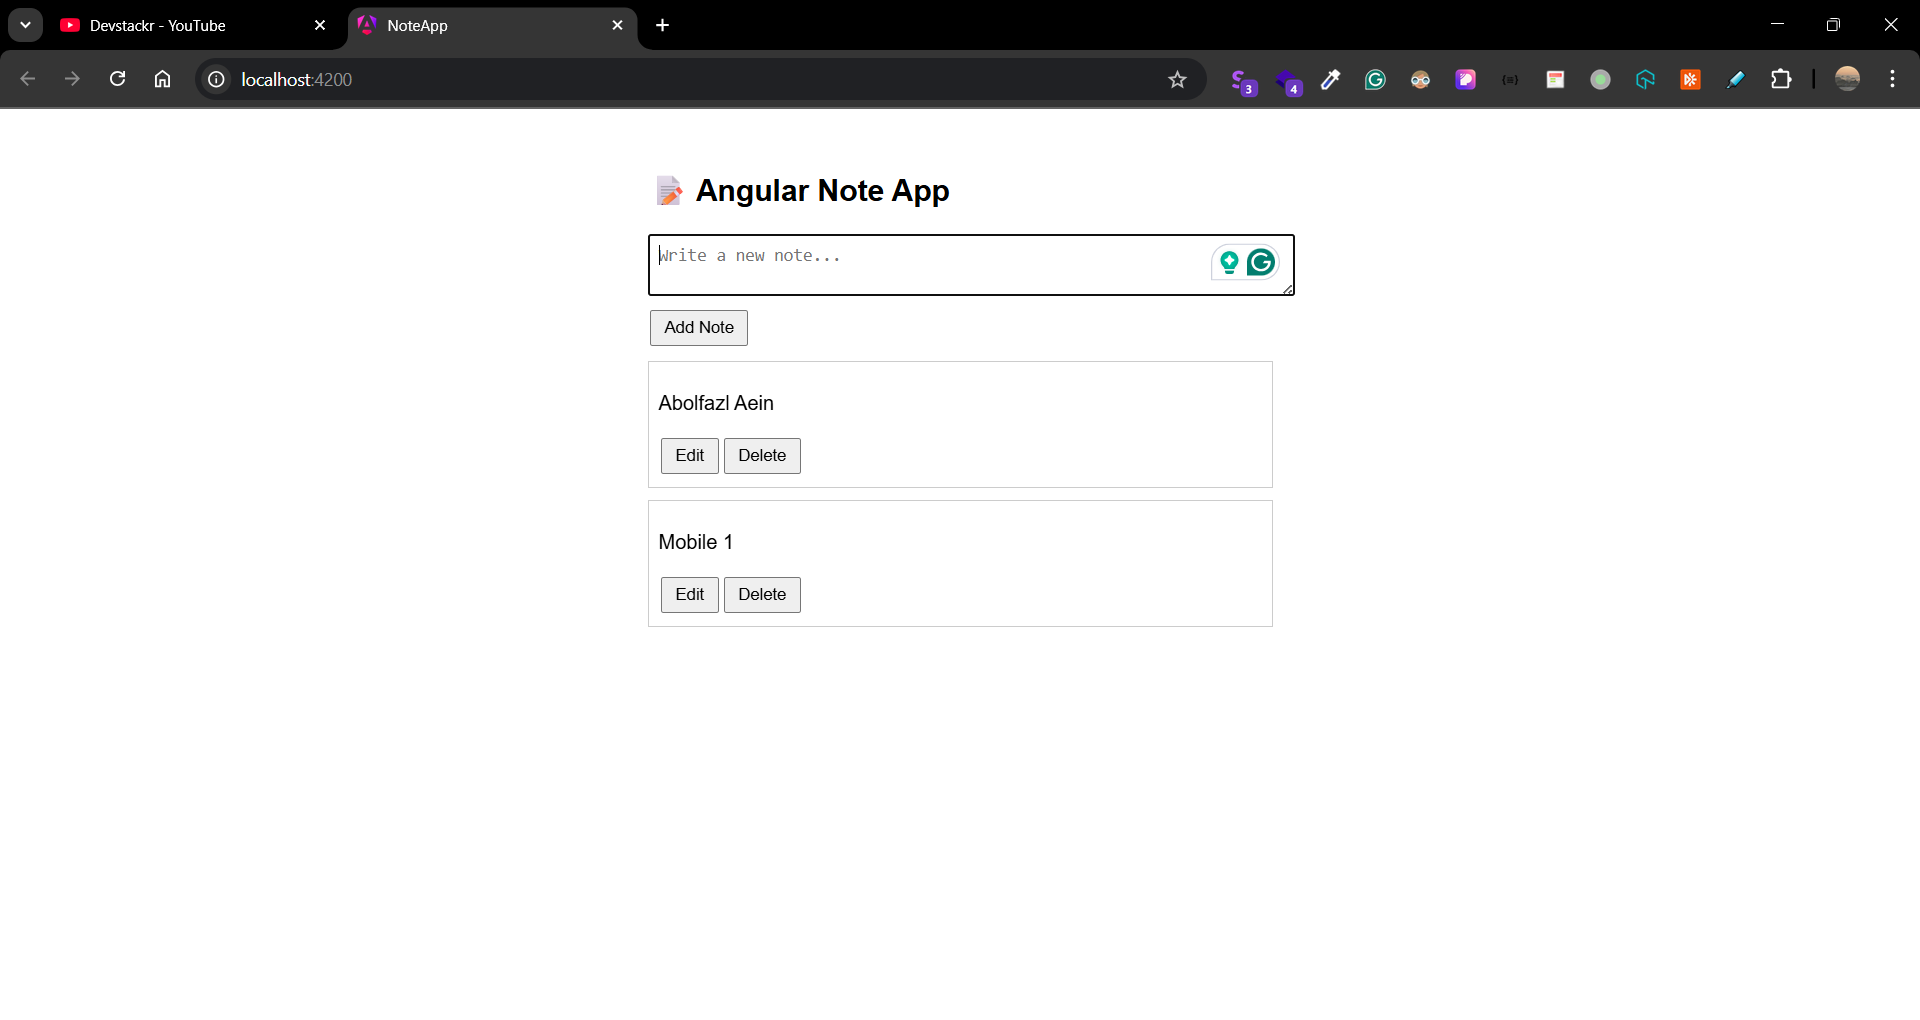 Devstackr - YouTube
NoteApp
localhost:4200
3
4
Angular Note App
Write a new note...
Add Note
Abolfazl Aein
Edit
Delete
Mobile 1
Edit
Delete